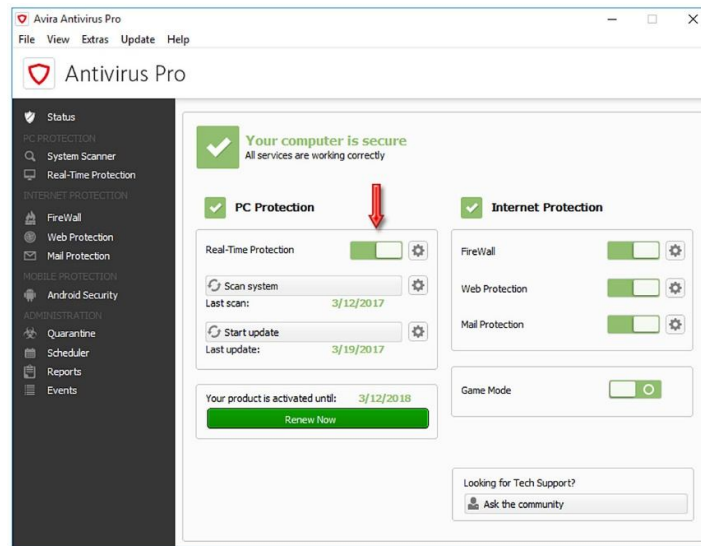 Avira Antivirus Pro
File View Extras Update Help
Antivirus Pro
Status
PC PROTECTION
System Scanner
Real-Time Protection
INTERNET PROTECTION
FireWall
Web Protection
Mail Protection
MOBILE PROTECTION
Android Security
ADMINISTRATION
Quarantine
Scheduler
Reports
Events
Your computer is secure
All services are working correctly
PC Protection
Real-Time Protection
Scan system
Last scan: 3/12/2017
Start update
Last update: 3/19/2017
Your product is activated until: 3/12/2018
Renew Now
Internet Protection
FireWall
Web Protection
Mail Protection
Game Mode
Looking for Tech Support?
Ask the community